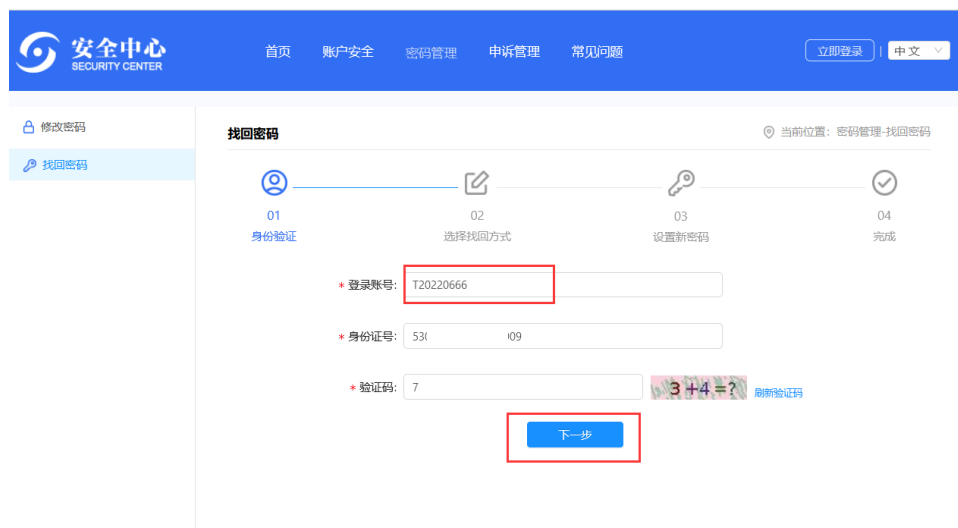 安全中心
SECURITY CENTER
首页 账户安全 密码管理 申诉管理 常见问题 立即登录 | 中文
修改密码
找回密码
找回密码 当前位置：密码管理-找回密码
01 02 03 04
身份验证 选择找回方式 设置新密码 完成
* 登录账号: T20220666
* 身份证号: 530 009
* 验证码: 7 3+4=? 刷新验证码
下一步